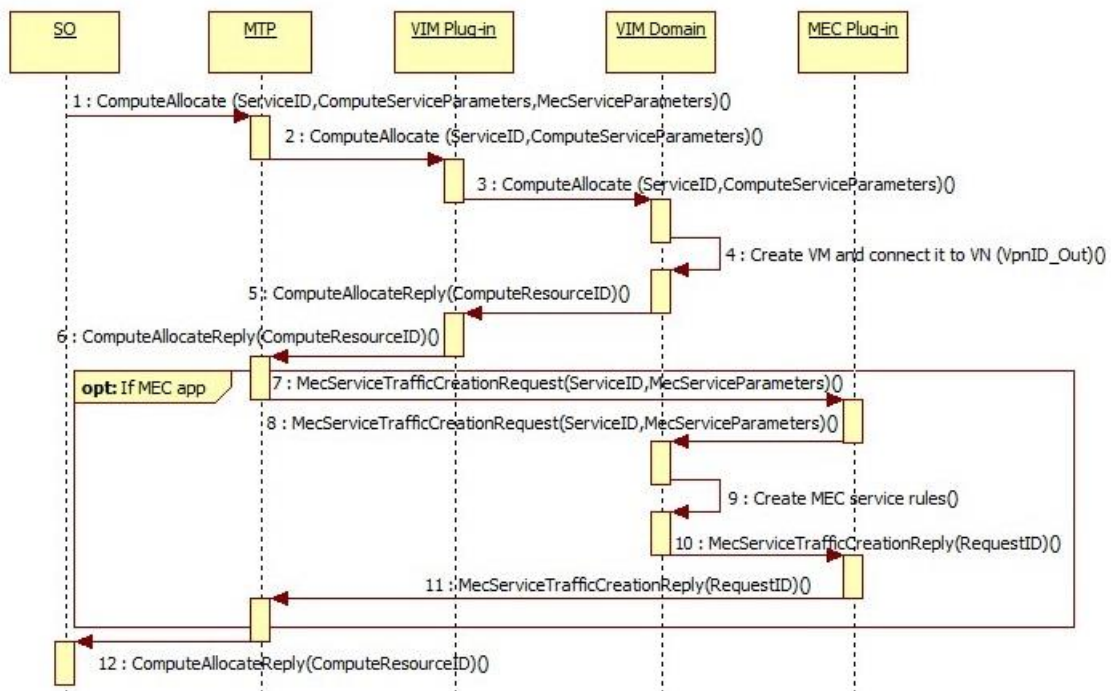 SO
MTP
VIM Plug-in
VIM Domain
MEC Plug-in
1 : ComputeAllocate (ServiceID,ComputeServiceParameters,MecServiceParameters)()
2 : ComputeAllocate (ServiceID,ComputeServiceParameters)()
3 : ComputeAllocate (ServiceID,ComputeServiceParameters)()
4 : Create VM and connect it to VN (VpnID_Out)()
5 : ComputeAllocateReply(ComputeResourceID)()
6 : ComputeAllocateReply(ComputeResourceID)()
opt: If MEC app
7 : MecServiceTrafficCreationRequest(ServiceID,MecServiceParameters)()
8 : MecServiceTrafficCreationRequest(ServiceID,MecServiceParameters)()
9 : Create MEC service rules()
10 : MecServiceTrafficCreationReply(RequestID)()
11 : MecServiceTrafficCreationReply(RequestID)()
12 : ComputeAllocateReply(ComputeResourceID)()